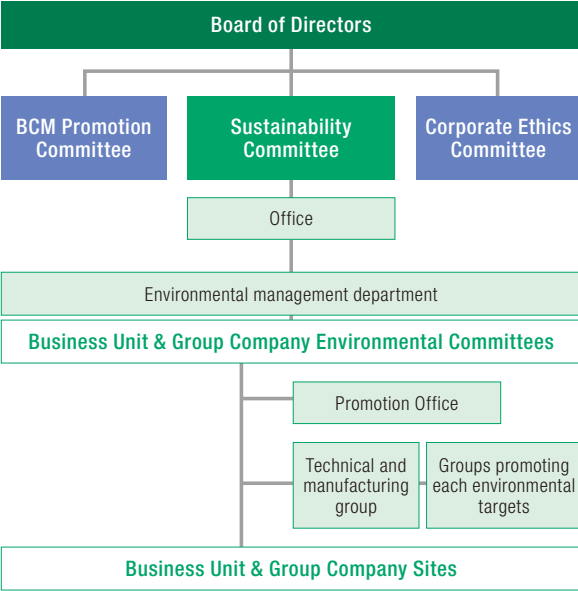 Board of Directors
BCM Promotion
Committee
Sustainability
Committee
Corporate Ethics
Committee
Office
Environmental management department
Business Unit & Group Company Environmental Committees
Promotion Office
Technical and
manufacturing
group
Groups promoting
each environmental
targets
Business Unit & Group Company Sites